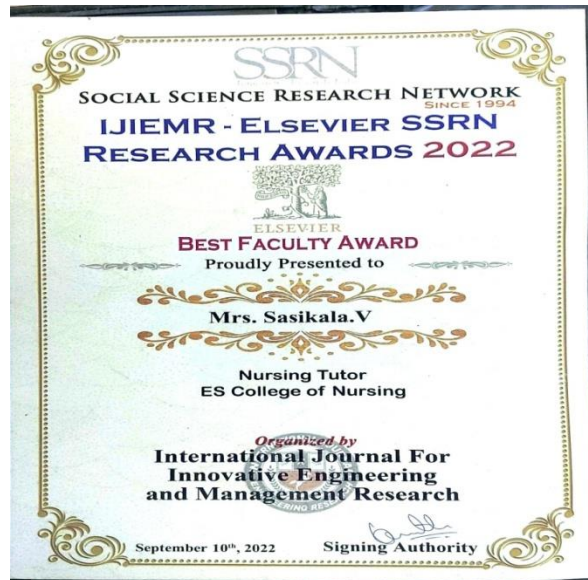 SSRN
SOCIAL SCIENCE RESEARCH NETWORK
SINCE 1994
IJIEMR - ELSEVIER SSRN
RESEARCH AWARDS 2022
ELSEVIER
BEST FACULTY AWARD
Proudly Presented to
Mrs. Sasikala.V
Nursing Tutor
ES College of Nursing
Organized by
International Journal For
Innovative Engineering
and Management Research
September 10th, 2022 Signing Authority